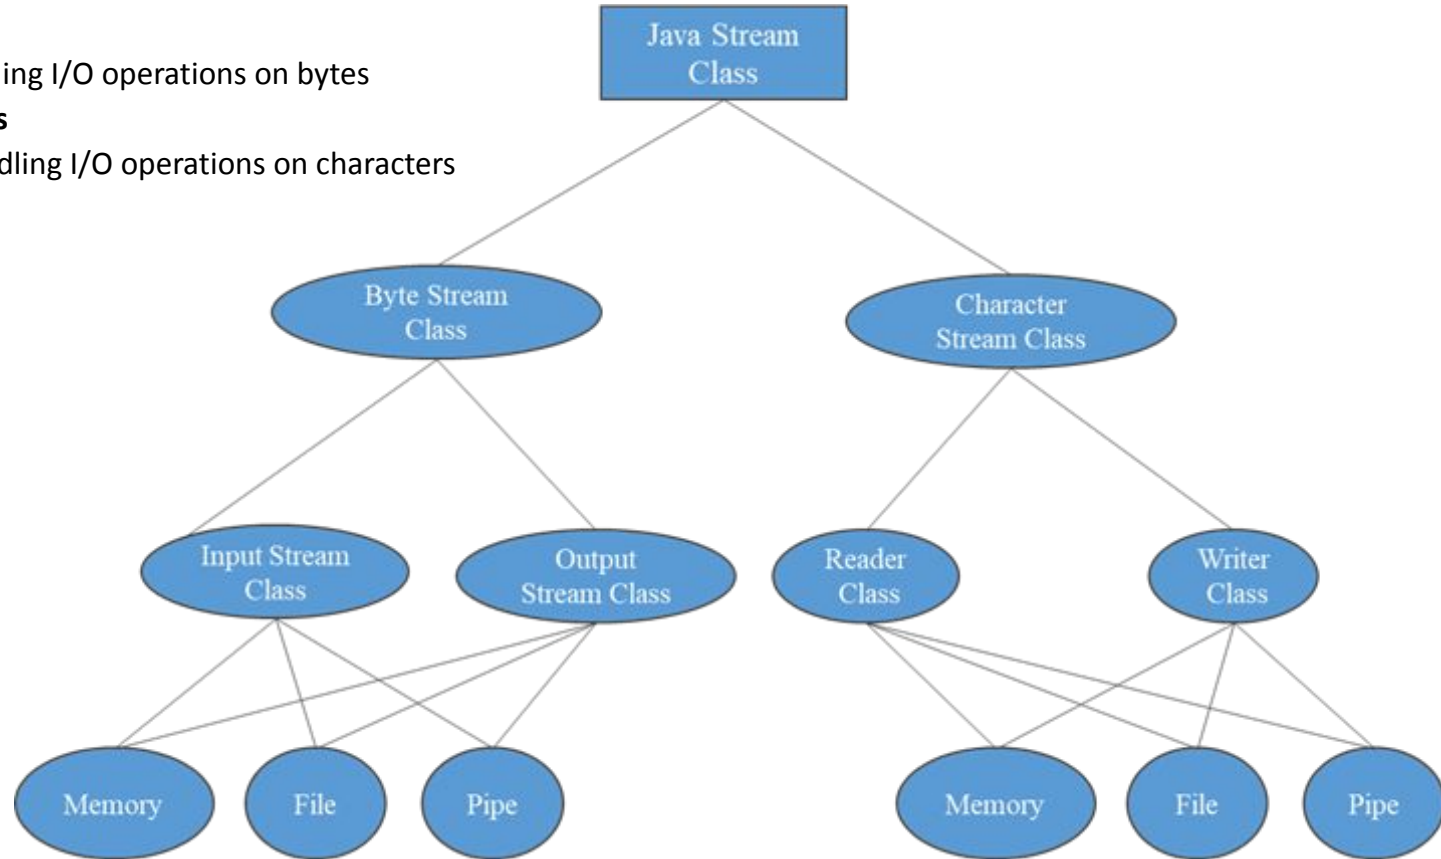 Java Stream
Class
ing I/O operations on bytes
s
dling I/O operations on characters
Byte Stream
Class
Character
Stream Class
Input Stream
Class
Output
Stream Class
Reader
Class
Writer
Class
Memory
File
Pipe
Memory
File
Pipe